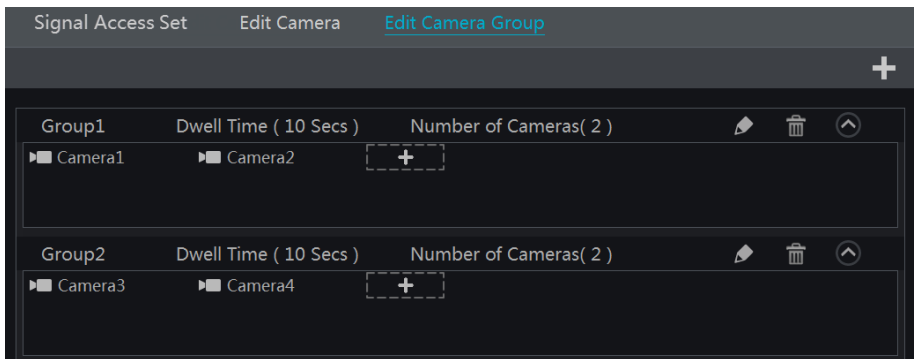 Signal Access Set Edit Camera Edit Camera Group
Group1 Dwell Time ( 10 Secs ) Number of Cameras( 2 )
Camera1 Camera2
Group2 Dwell Time ( 10 Secs ) Number of Cameras( 2 )
Camera3 Camera4